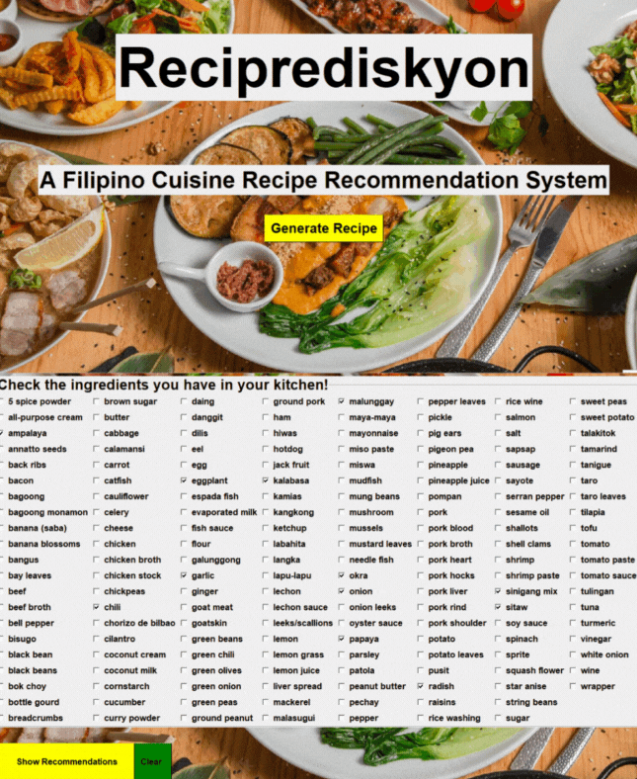 Reciprediskyon
A Filipino Cuisine Recipe Recommendation System
Generate Recipe
Check the ingredients you have in your kitchen!
5 spice powder
all-purpose cream
ampalaya
annatto seeds
back ribs
bacon
bagoong
bagoong monamon
banana (saba)
banana blossoms
bangus
bay leaves
beef
beef broth
bell pepper
bisugo
black bean
black beans
bok choy
bottle gourd
breadcrumbs
brown sugar
butter
cabbage
calamansi
carrot
catfish
cauliflower
celery
cheese
chicken
chicken broth
chicken stock
chickpeas
chili
chorizo de bilbao
cilantro
coconut cream
coconut milk
cornstarch
cucumber
curry powder
daing
danggit
dilis
eel
egg
eggplant
espada fish
evaporated milk
fish sauce
flour
galunggong
garlic
ginger
goat meat
goatskin
green beans
green chili
green olives
green onion
green peas
ground peanut
ground pork
ham
hiwas
hotdog
jack fruit
kalabasa
kamias
kangkong
ketchup
labahita
langka
lapu-lapu
lechon
lechon sauce
leeks/scallions
lemon
lemon grass
lemon juice
liver spread
mackerel
malasugui
malunggay
maya-maya
mayonnaise
miso paste
miswa
mudfish
mung beans
mushroom
mussels
mustard leaves
needle fish
okra
onion
onion leeks
oyster sauce
papaya
parsley
patola
peanut butter
pechay
pepper
pepper leaves
pickle
pig ears
pigeon pea
pineapple
pineapple juice
pompan
pork
pork blood
pork broth
pork heart
pork hocks
pork liver
pork rind
pork shoulder
potato
potato leaves
pusit
radish
raisins
rice washing
rice wine
salmon
salt
sapsap
sausage
sayote
serran pepper
sesame oil
shallots
shell clams
shrimp
shrimp paste
sinigang mix
sitaw
soy sauce
spinach
sprite
squash flower
star anise
string beans
sugar
sweet peas
sweet potato
talakitok
tamarind
tanigue
taro
taro leaves
tilapia
tofu
tomato
tomato paste
tomato sauce
tulingan
tuna
turmeric
vinegar
white onion
wine
wrapper
Show Recommendations
Clear